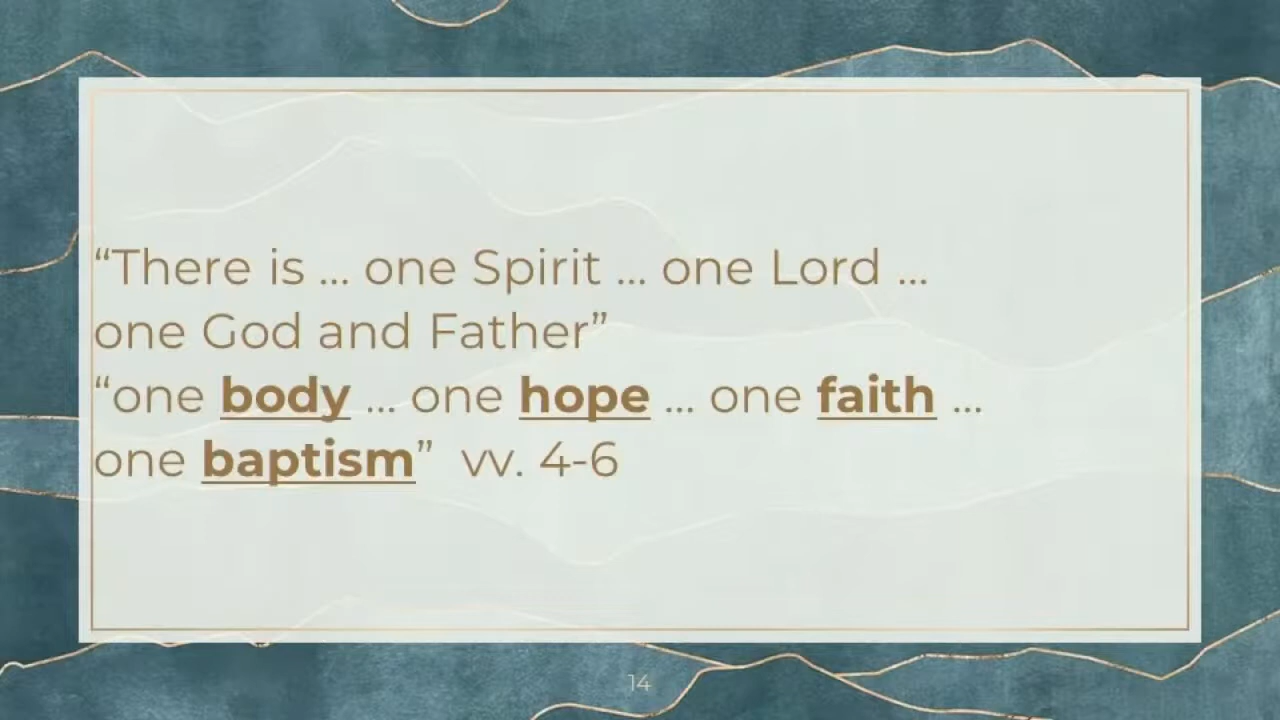 “There is ... one Spirit ... one Lord ...
one God and Father”
“one body ... one hope ... one faith ...
one baptism”  vv. 4-6
14